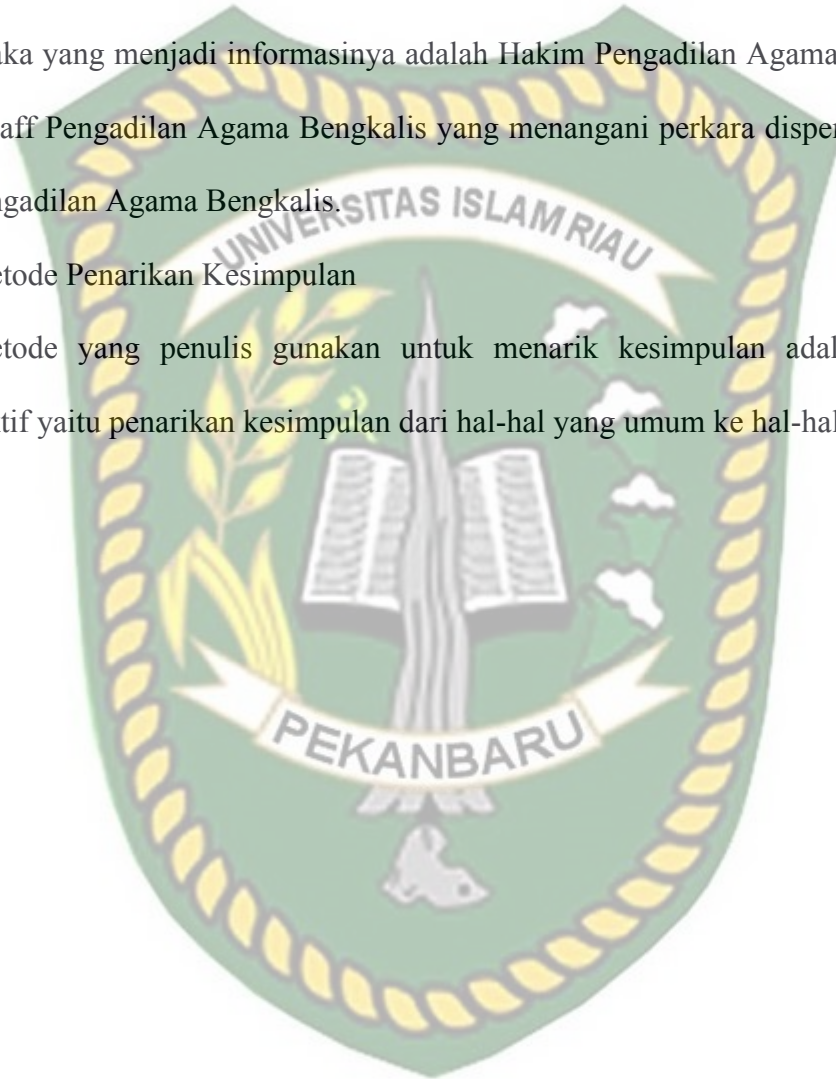 aka yang menjadi informasinya adalah Hakim Pengadilan Agama
aff Pengadilan Agama Bengkalis yang menangani perkara disper
ngadilan Agama Bengkalis.
UNIVERSITAS ISLAM RIAU
etode Penarikan Kesimpulan
etode yang penulis gunakan untuk menarik kesimpulan adal
tif yaitu penarikan kesimpulan dari hal-hal yang umum ke hal-hal
PEKANBARU